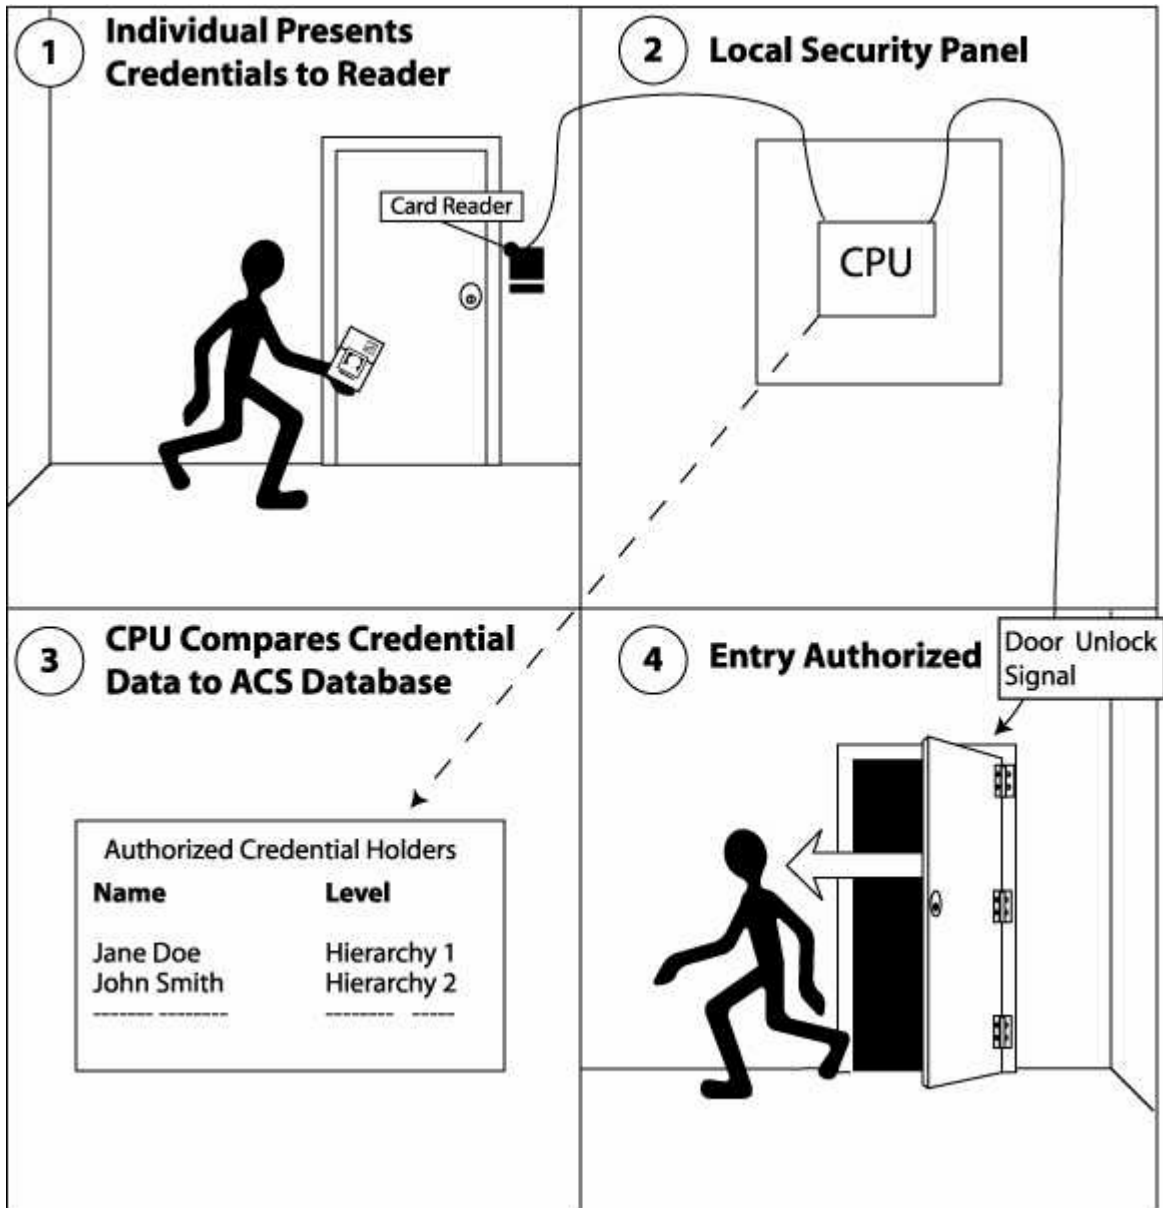 1
Individual Presents
Credentials to Reader
Card Reader
2
Local Security Panel
CPU
3
CPU Compares Credential
Data to ACS Database
Authorized Credential Holders
Name Level
Jane Doe Hierarchy 1
John Smith Hierarchy 2
------- -------- -------- -----
4
Entry Authorized
Door Unlock
Signal